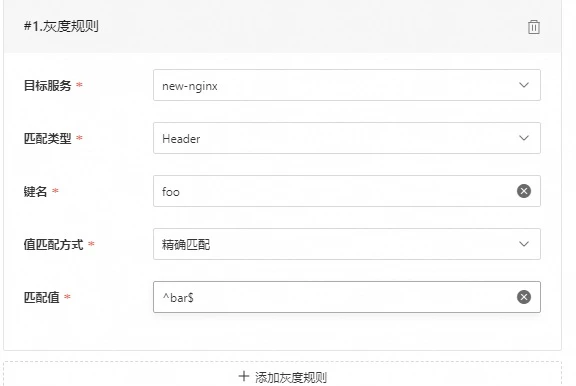 #1.灰度规则
目标服务 * new-nginx
匹配类型 * Header
键名 * foo
值匹配方式 * 精确匹配
匹配值 * ^bar$
+ 添加灰度规则